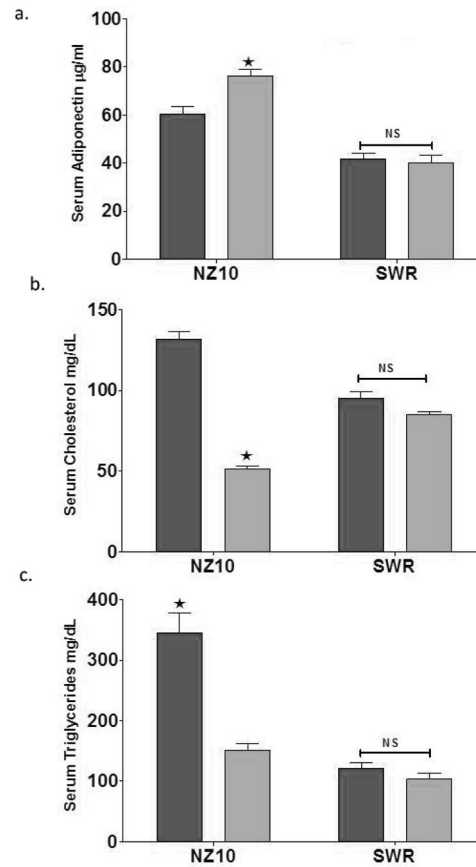 a.
Serum Adiponectin µg/ml
100
80
60
40
20
0
★
NS
NZ10 SWR
b.
Serum Cholesterol mg/dL
150
100
50
0
★
NS
NZ10 SWR
c.
Serum Triglycerides mg/dL
400
300
200
100
0
★
NS
NZ10 SWR